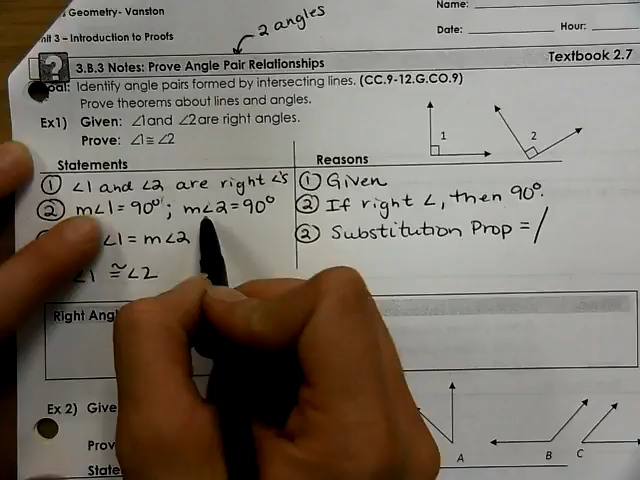 Geometry- Vanston
Name:
2 angles
nit 3 – Introduction to Proofs
Date: Hour:
? 3.B.3 Notes: Prove Angle Pair Relationships
Textbook 2.7
oal: Identify angle pairs formed by intersecting lines. (CC.9-12.G.CO.9)
Prove theorems about lines and angles.
Ex1) Given: ∠1and ∠2are right angles.
Prove: ∠1≅∠2
1
2
Statements
Reasons
① ∠1 and ∠2 are right ∠'s
① Given
② m∠1 = 90°; m∠2 = 90°
② If right ∠, then 90°.
∠1 = m∠2
② Substitution Prop =
∠1 ≅ ∠2
Right Ang
Ex 2) Give
Prov
State
A
B
C